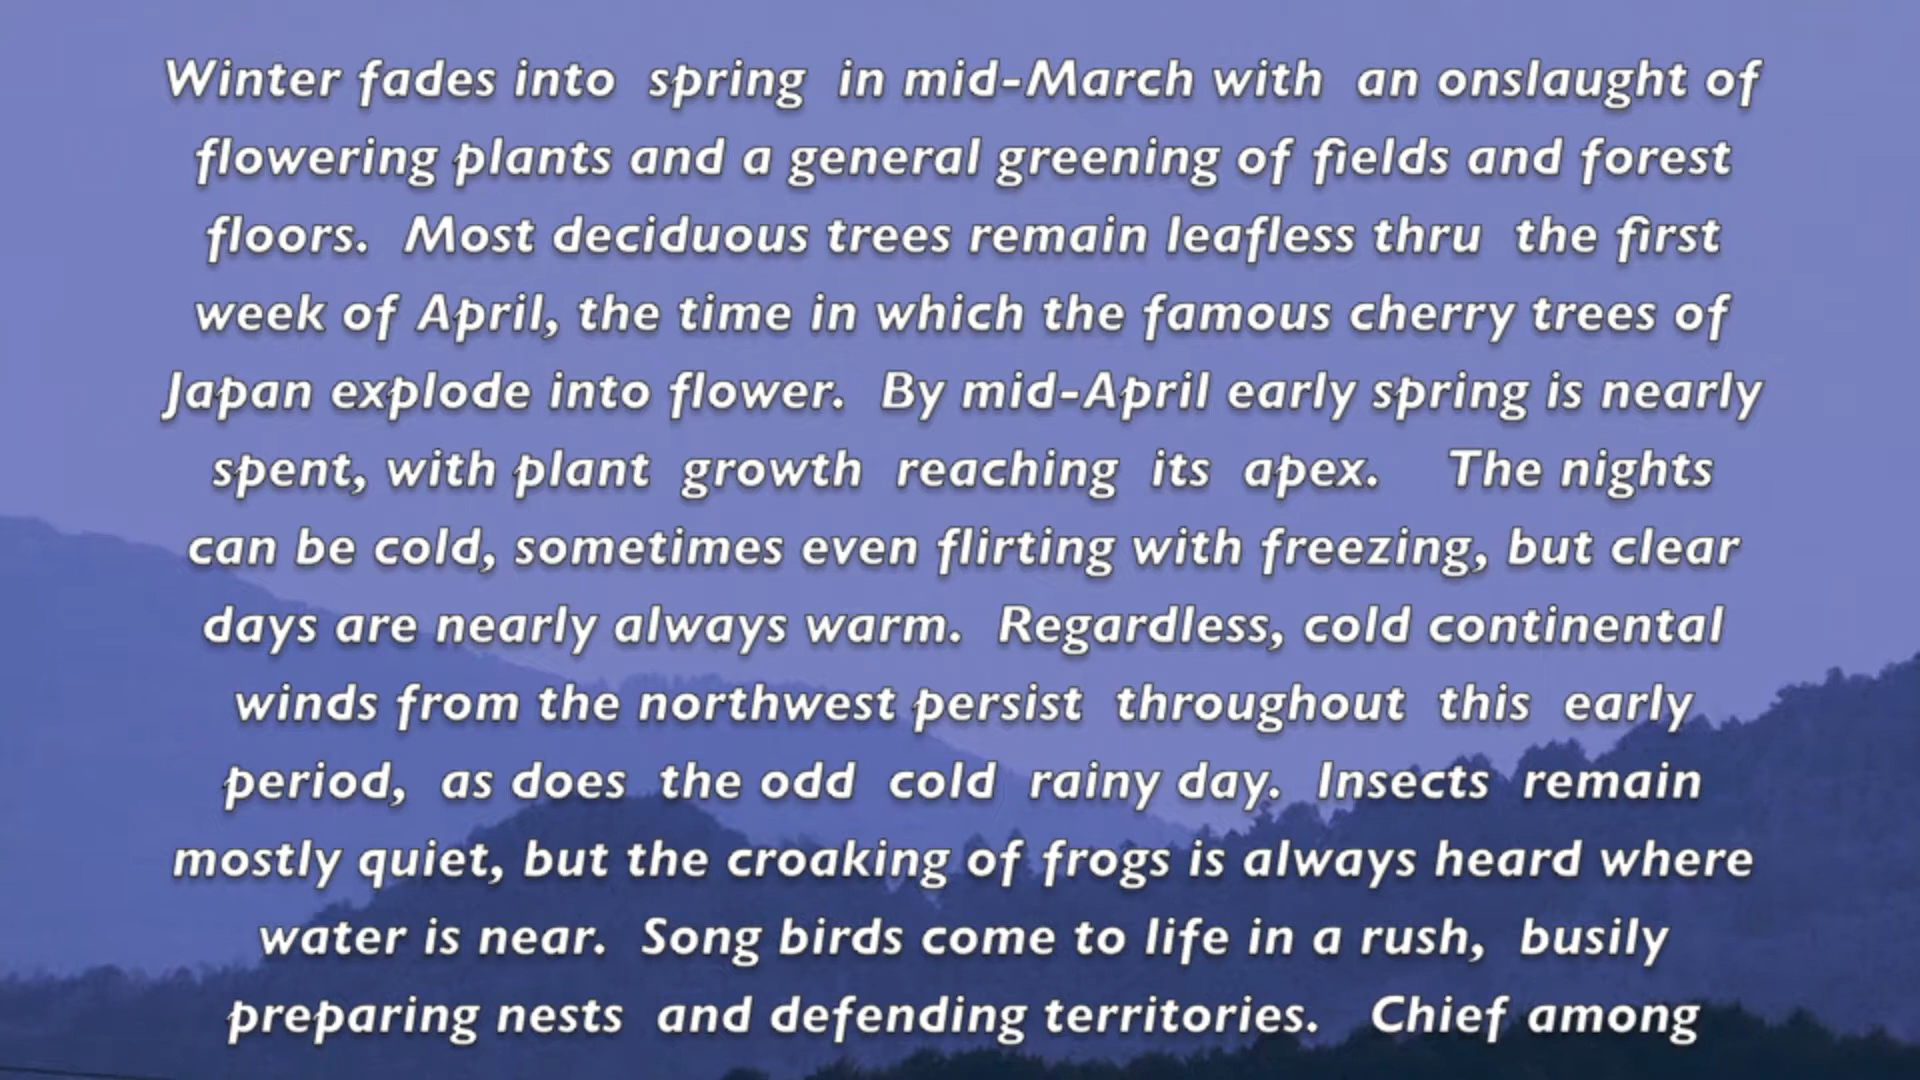 Winter fades into spring in mid-March with an onslaught of
flowering plants and a general greening of fields and forest
floors. Most deciduous trees remain leafless thru the first
week of April, the time in which the famous cherry trees of
Japan explode into flower. By mid-April early spring is nearly
spent, with plant growth reaching its apex. The nights
can be cold, sometimes even flirting with freezing, but clear
days are nearly always warm. Regardless, cold continental
winds from the northwest persist throughout this early
period, as does the odd cold rainy day. Insects remain
mostly quiet, but the croaking of frogs is always heard where
water is near. Song birds come to life in a rush, busily
preparing nests and defending territories. Chief among